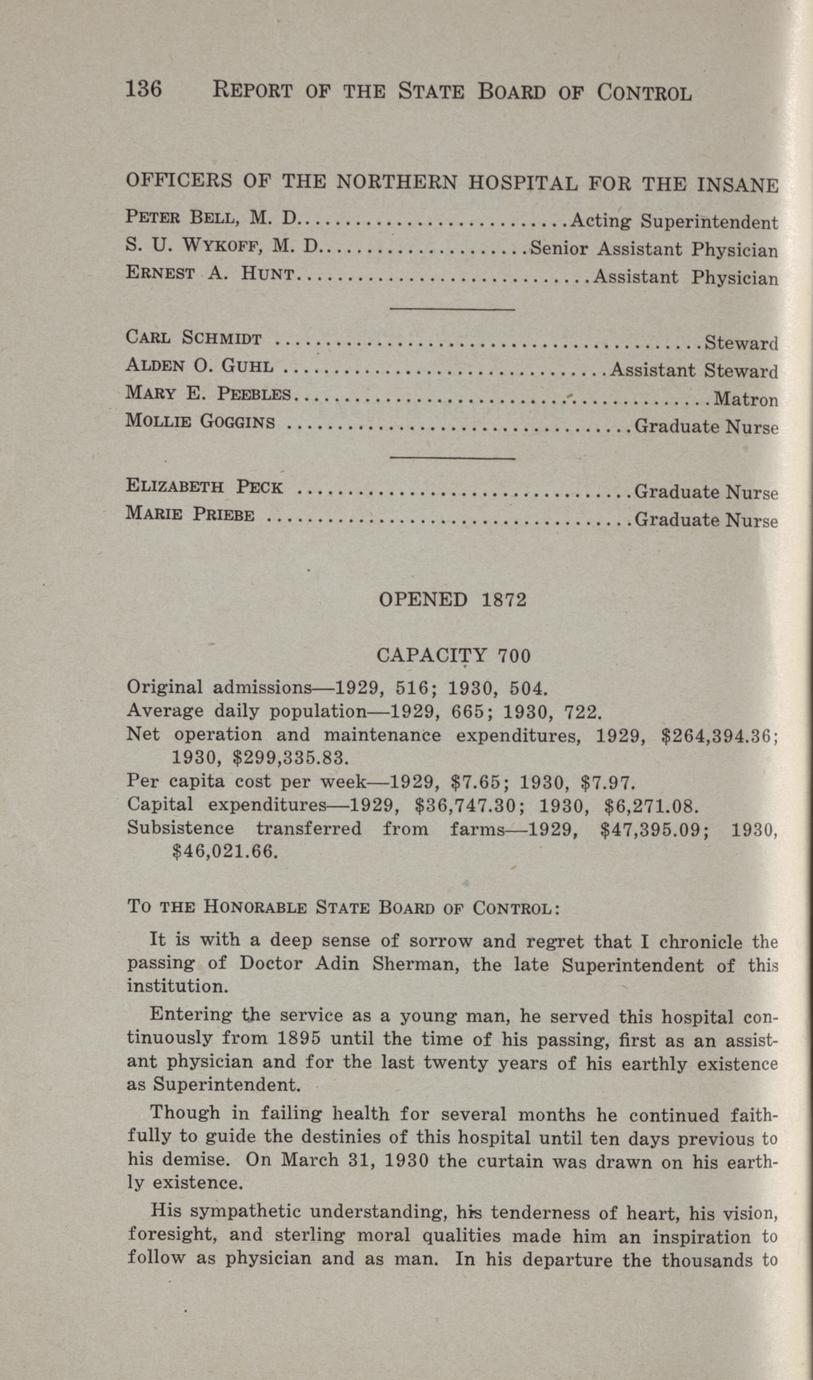 136 REPORT OF THE STATE BOARD OF CONTROL
OFFICERS OF THE NORTHERN HOSPITAL FOR THE INSANE
PETER BELL, M. D...........................Acting Superintendent
S. U. WYKOFF, M. D.....................Senior Assistant Physician
ERNEST A. HUNT.............................Assistant Physician
CARL SCHMIDT ..........................................Steward
ALDEN O. GUHL ................................Assistant Steward
MARY E. PEEBLES.........................................Matron
MOLLIE GOGGINS ..................................Graduate Nurse
ELIZABETH PECK .................................Graduate Nurse
MARIE PRIEBE ....................................Graduate Nurse
OPENED 1872
CAPACITY 700
Original admissions—1929, 516; 1930, 504.
Average daily population—1929, 665; 1930, 722.
Net operation and maintenance expenditures, 1929, $264,394.36;
1930, $299,335.83.
Per capita cost per week—1929, $7.65; 1930, $7.97.
Capital expenditures—1929, $36,747.30; 1930, $6,271.08.
Subsistence transferred from farms—1929, $47,395.09; 1930,
$46,021.66.
TO THE HONORABLE STATE BOARD OF CONTROL:
It is with a deep sense of sorrow and regret that I chronicle the
passing of Doctor Adin Sherman, the late Superintendent of this
institution.
Entering the service as a young man, he served this hospital con-
tinuously from 1895 until the time of his passing, first as an assist-
ant physician and for the last twenty years of his earthly existence
as Superintendent.
Though in failing health for several months he continued faith-
fully to guide the destinies of this hospital until ten days previous to
his demise. On March 31, 1930 the curtain was drawn on his earth-
ly existence.
His sympathetic understanding, his tenderness of heart, his vision,
foresight, and sterling moral qualities made him an inspiration to
follow as physician and as man. In his departure the thousands to